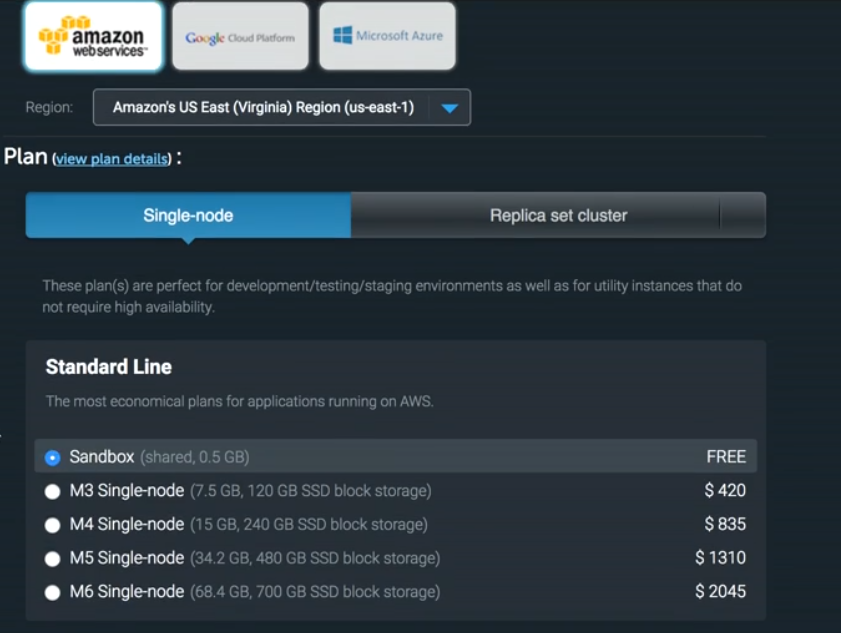 amazon
webservices™
Google Cloud Platform
Microsoft Azure
Region: Amazon's US East (Virginia) Region (us-east-1)
Plan (view plan details) :
Single-node Replica set cluster
These plan(s) are perfect for development/testing/staging environments as well as for utility instances that do
not require high availability.
Standard Line
The most economical plans for applications running on AWS.
Sandbox (shared, 0.5 GB) FREE
M3 Single-node (7.5 GB, 120 GB SSD block storage) $ 420
M4 Single-node (15 GB, 240 GB SSD block storage) $ 835
M5 Single-node (34.2 GB, 480 GB SSD block storage) $ 1310
M6 Single-node (68.4 GB, 700 GB SSD block storage) $ 2045